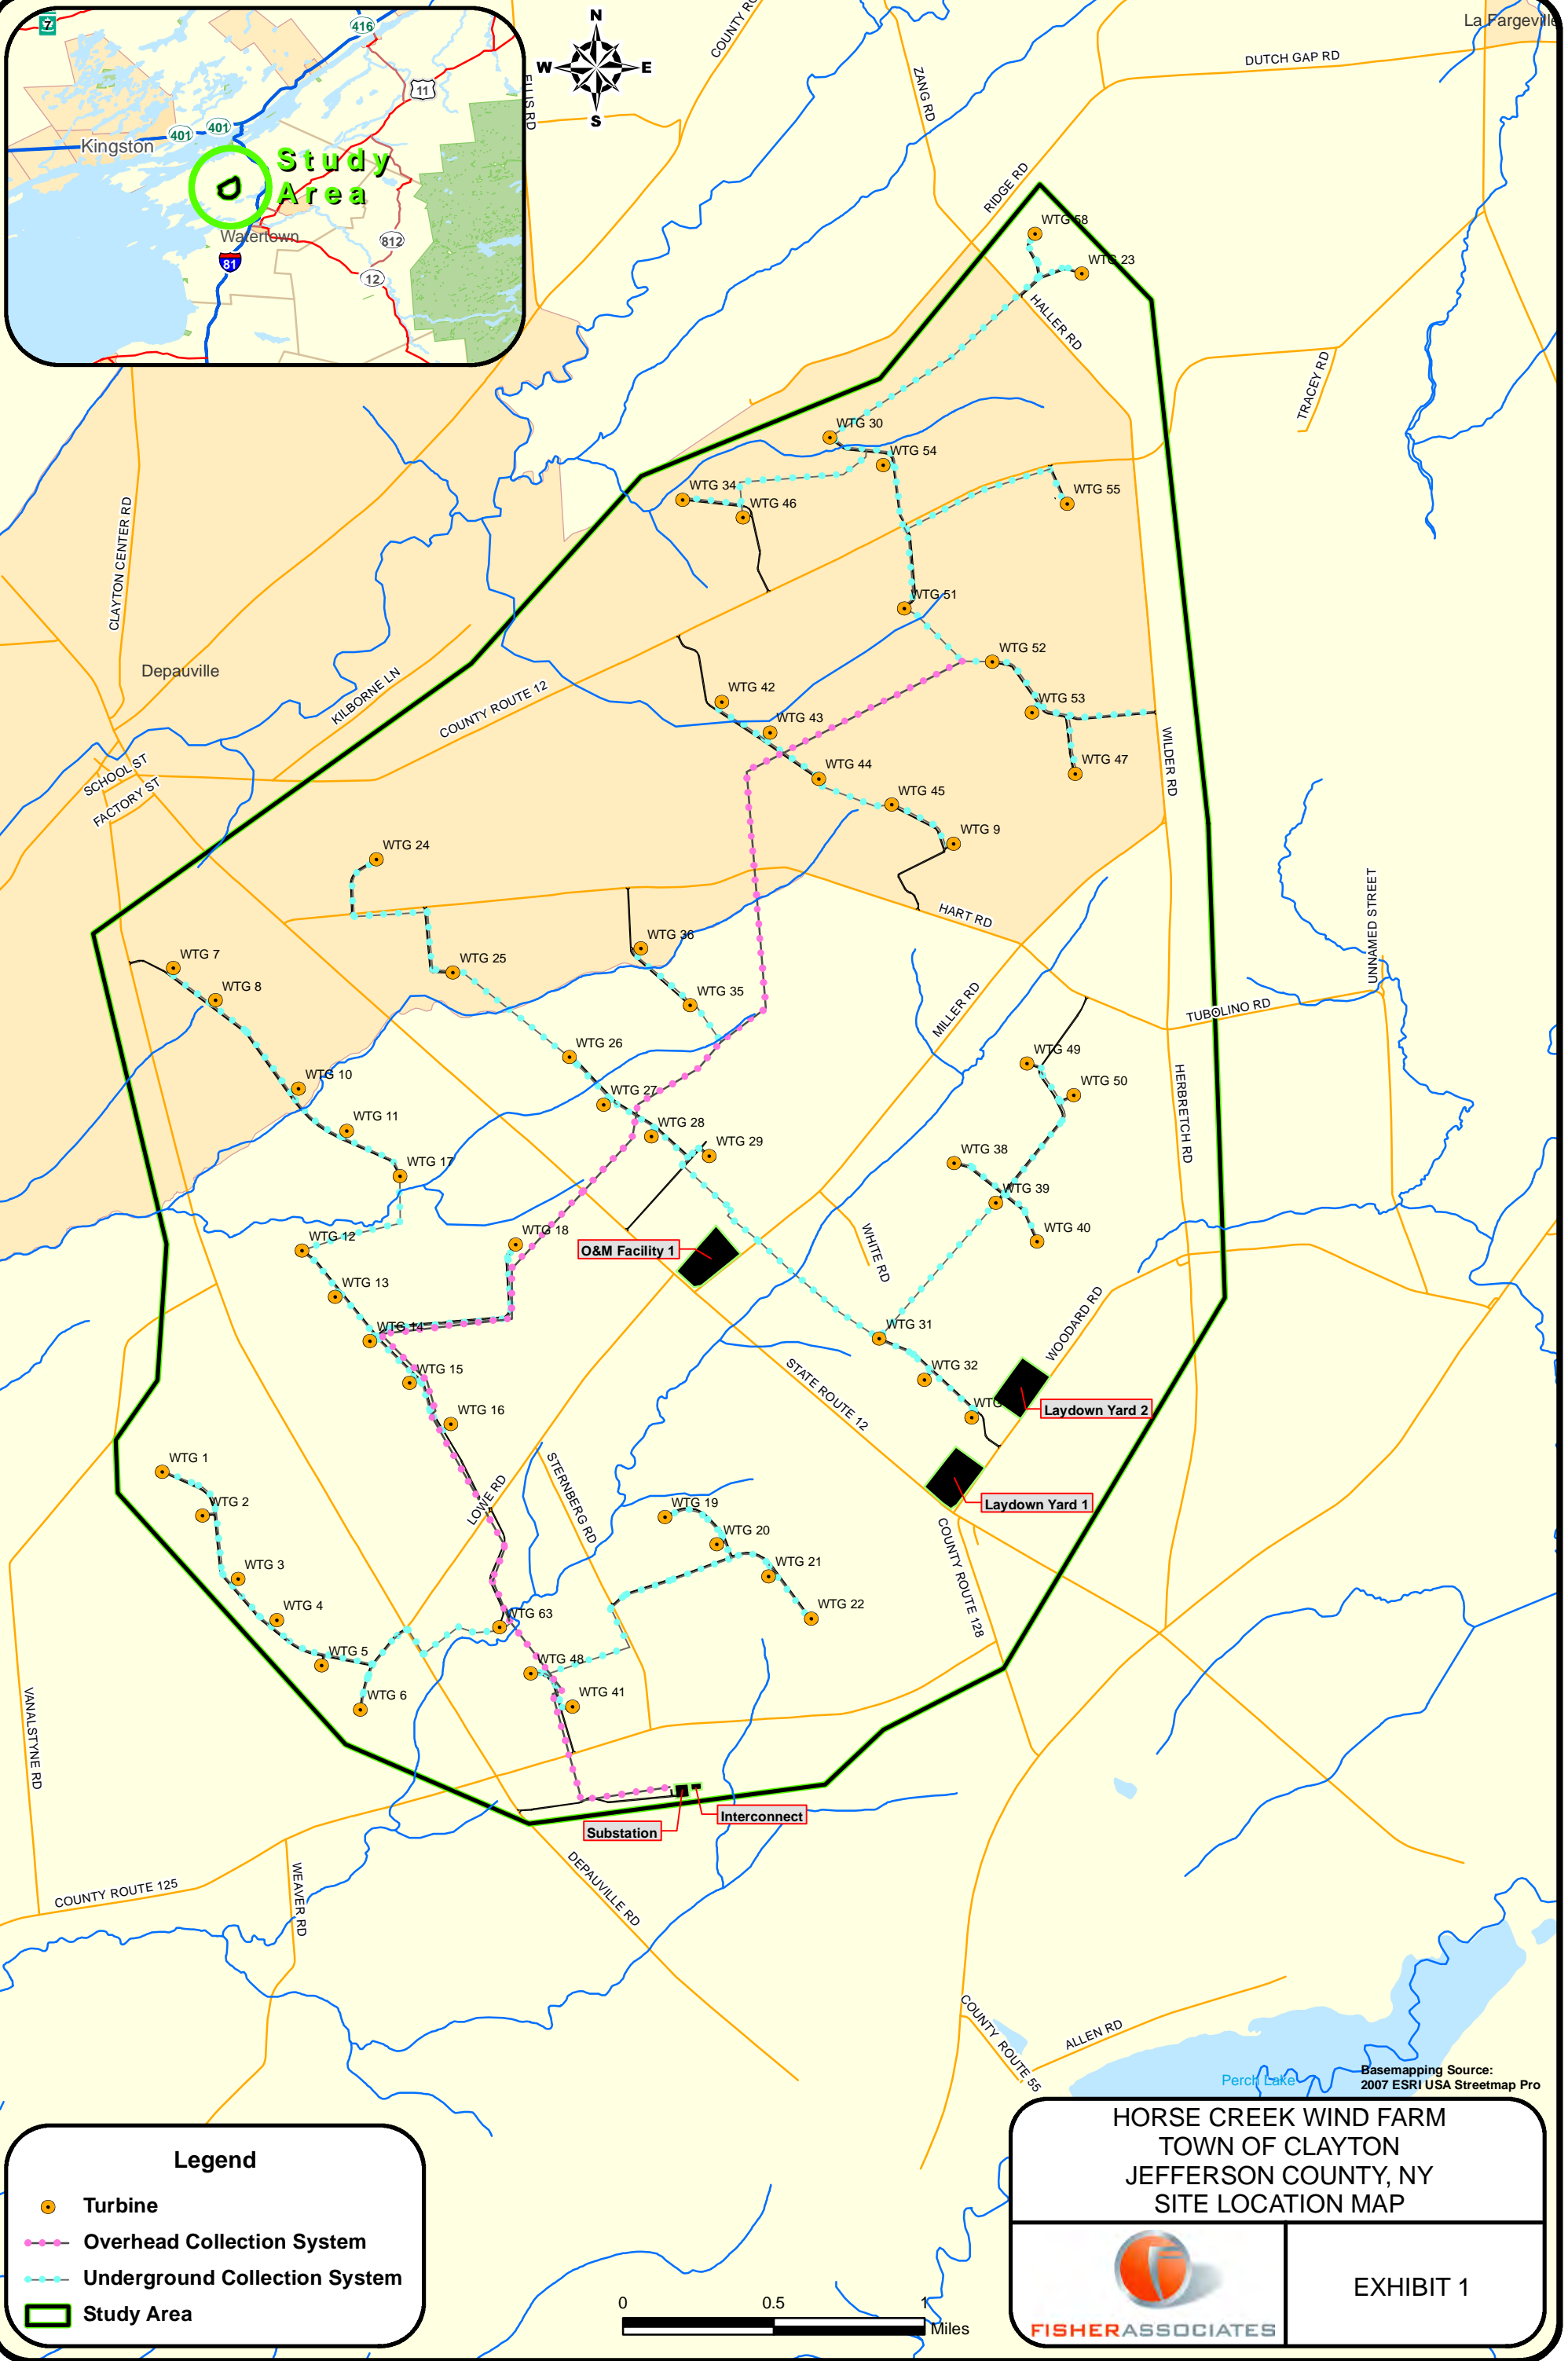 7
416
11
401
401
Kingston
Study
Area
Watertown
812
81
12
N
W
E
S
ELLIS RD
ZANG RD
DUTCH GAP RD
RIDGE RD
WTG 58
WTG 23
HALLER RD
TRACEY RD
WTG 30
WTG 54
WTG 34
WTG 46
WTG 55
CLAYTON CENTER RD
WTG 51
Depauville
WTG 52
KILBORNE LN
COUNTY ROUTE 12
WTG 42
WTG 53
WTG 43
WILDER RD
SCHOOL ST
FACTORY ST
WTG 44
WTG 47
WTG 45
WTG 9
WTG 24
HART RD
UNNAMED STREET
WTG 36
WTG 7
WTG 25
WTG 8
WTG 35
MILLER RD
TUBOLINO RD
WTG 26
WTG 49
WTG 10
WTG 50
WTG 27
HERBRETCH RD
WTG 11
WTG 28
WTG 29
WTG 38
WTG 17
WTG 39
WTG 12
WTG 18
WTG 40
O&M Facility 1
WHITE RD
WTG 13
WTG 14
WTG 31
WOODARD RD
WTG 15
WTG 32
STATE ROUTE 12
WTG
Laydown Yard 2
WTG 16
WTG 1
STERNBERG RD
LOWE RD
WTG 2
WTG 19
Laydown Yard 1
WTG 20
COUNTY ROUTE 128
WTG 3
WTG 21
WTG 4
WTG 63
WTG 22
WTG 5
WTG 48
WTG 6
WTG 41
VANALSTYNE RD
Interconnect
Substation
DEPAUVILLE RD
COUNTY ROUTE 125
WEAVER RD
COUNTY ROUTE 55
ALLEN RD
Perch Lake
Basemapping Source:
2007 ESRI USA Streetmap Pro
HORSE CREEK WIND FARM
TOWN OF CLAYTON
JEFFERSON COUNTY, NY
SITE LOCATION MAP
FISHERASSOCIATES
EXHIBIT 1
Legend
Turbine
Overhead Collection System
Underground Collection System
Study Area
0
0.5
1
Miles